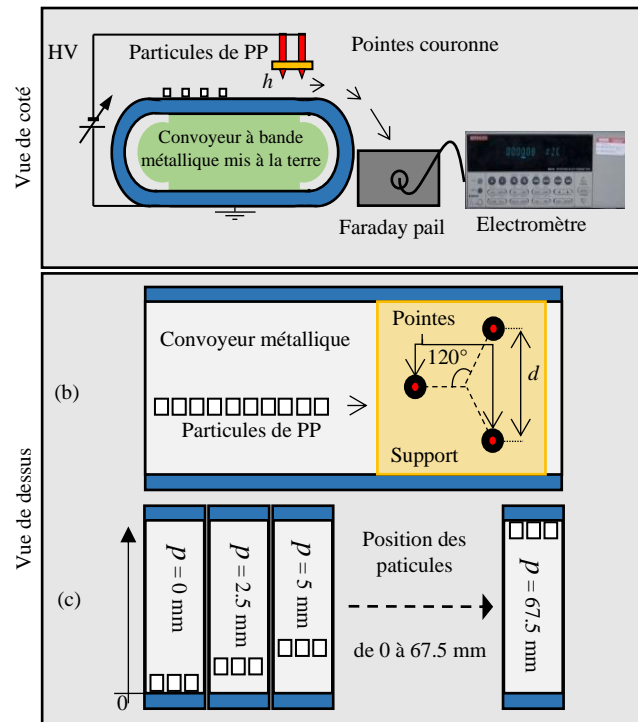 Vue de coté
HV
Particules de PP
Pointes couronne
h
Convoyeur à bande
métallique mis à la terre
Faraday pail
Electromètre
Vue de dessus
(b)
Convoyeur métallique
Particules de PP
Pointes
120°
d
Support
(c)
0
p = 0 mm
p = 2.5 mm
p = 5 mm
Position des
paticules
de 0 à 67.5 mm
p = 67.5 mm